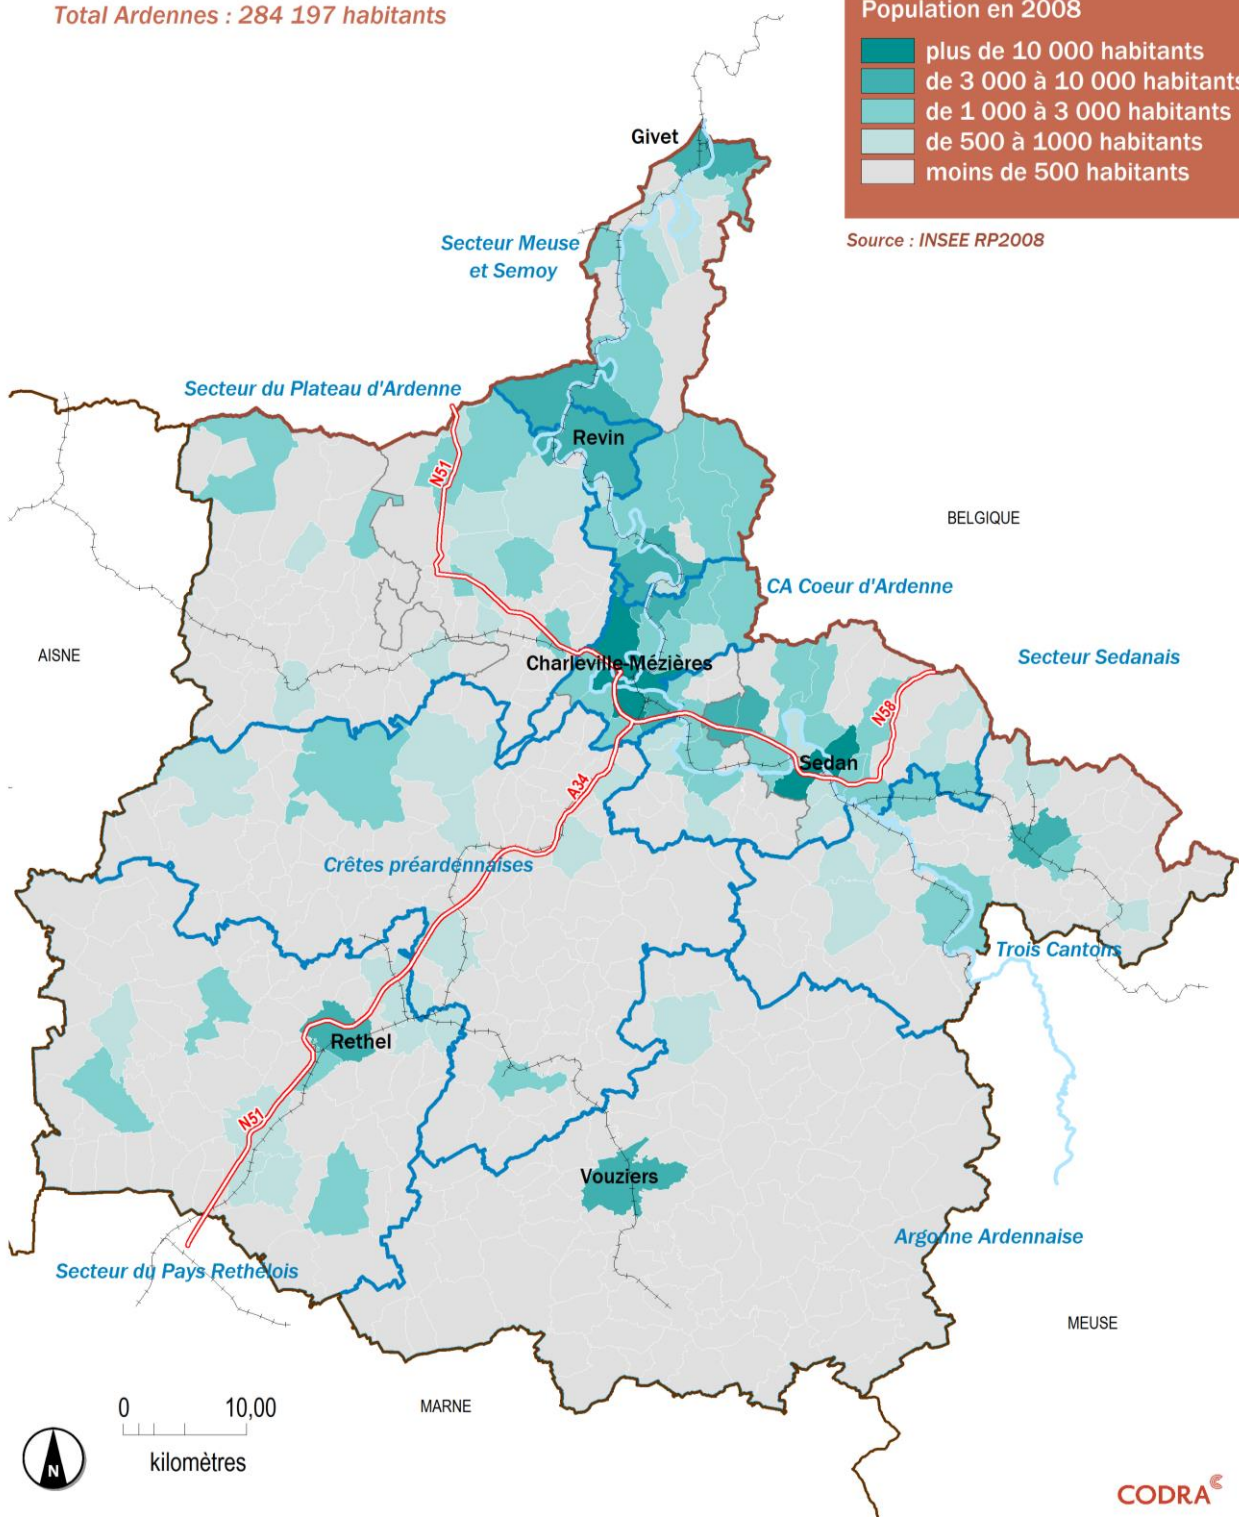 Total Ardennes : 284 197 habitants
Population en 2008
plus de 10 000 habitants
de 3 000 à 10 000 habitants
de 1 000 à 3 000 habitants
de 500 à 1000 habitants
moins de 500 habitants
Source : INSEE RP2008
Givet
Secteur Meuse
et Semoy
Secteur du Plateau d'Ardenne
Revin
N51
BELGIQUE
CA Coeur d'Ardenne
AISNE
Charleville-Mézières
Secteur Sedanais
N58
Sedan
A34
Crêtes préardennaises
Trois Cantons
Rethel
N51
Vouziers
Argonne Ardennaise
Secteur du Pays Rethélois
MEUSE
MARNE
0 10,00
kilomètres
N
CODRA